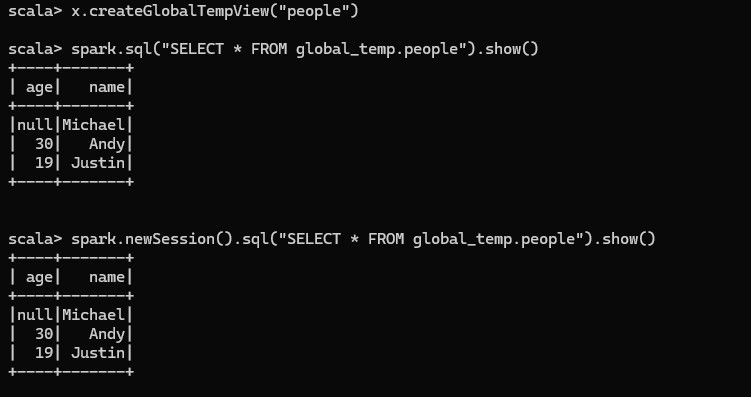 scala> x.createGlobalTempView("people")
scala> spark.sql("SELECT * FROM global_temp.people").show()
+----+-------+
| age|   name|
+----+-------+
|null|Michael|
|  30|   Andy|
|  19| Justin|
+----+-------+
scala> spark.newSession().sql("SELECT * FROM global_temp.people").show()
+----+-------+
| age|   name|
+----+-------+
|null|Michael|
|  30|   Andy|
|  19| Justin|
+----+-------+